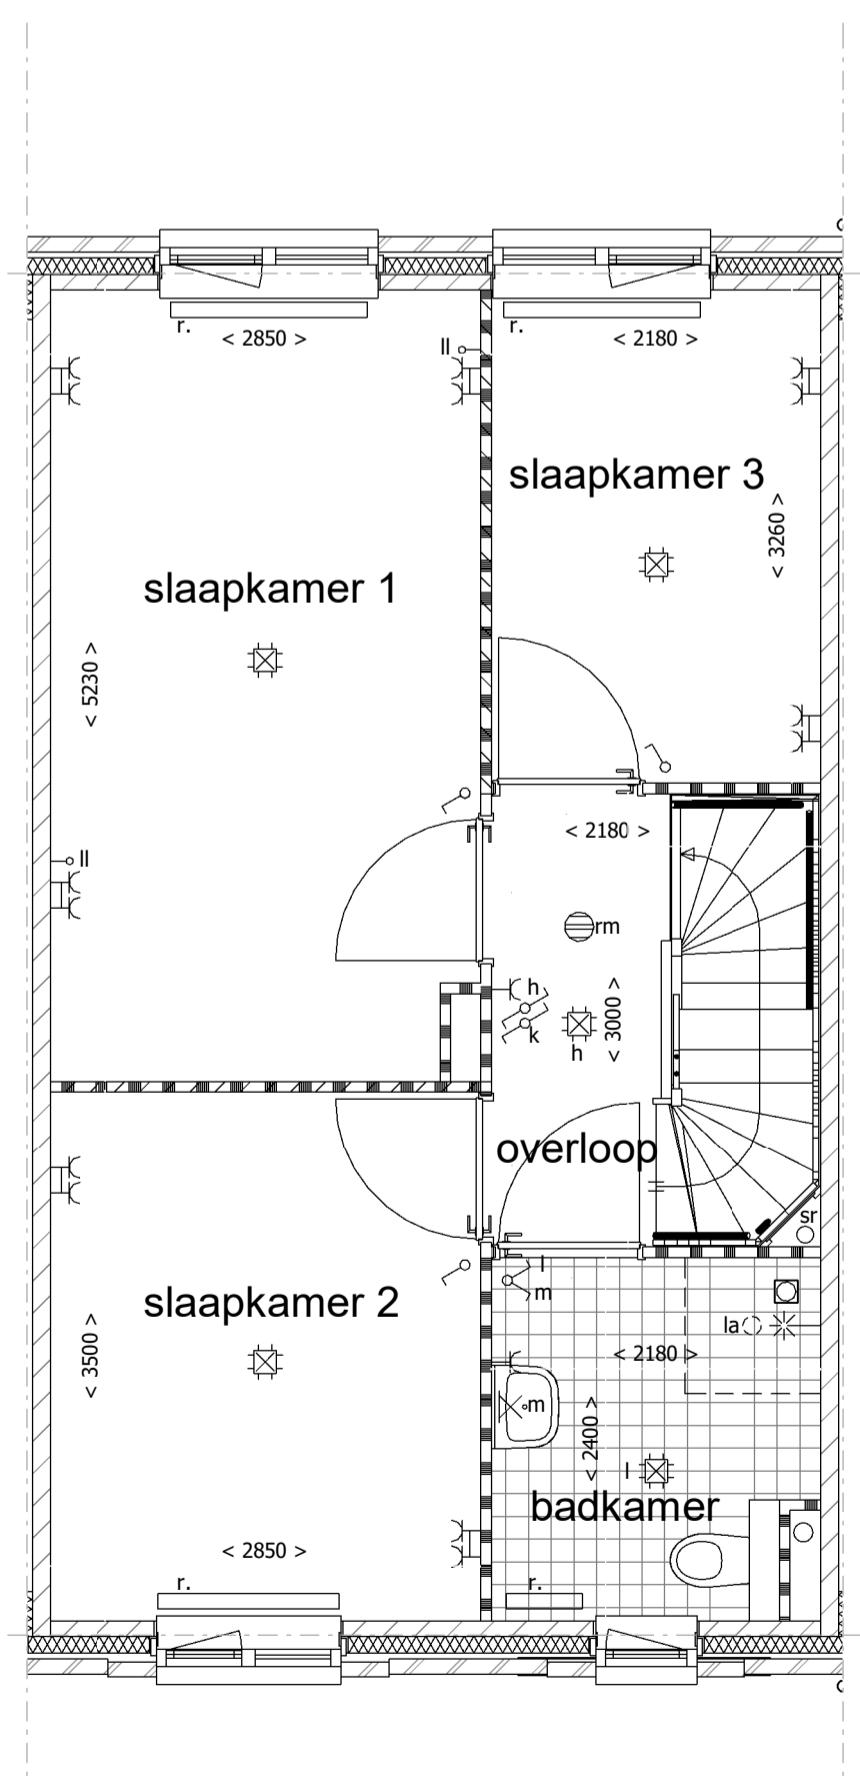 r.
< 2850 >
ll
r.
< 2180 >
slaapkamer 3
< 3260 >
slaapkamer 1
< 5230 >
< 2180 >
ll
rm
h
k
h
< 3000 >
overloop
sr
l
m
la
slaapkamer 2
< 3500 >
< 2180 >
m
< 2400 >
l
badkamer
< 2850 >
r.
r.